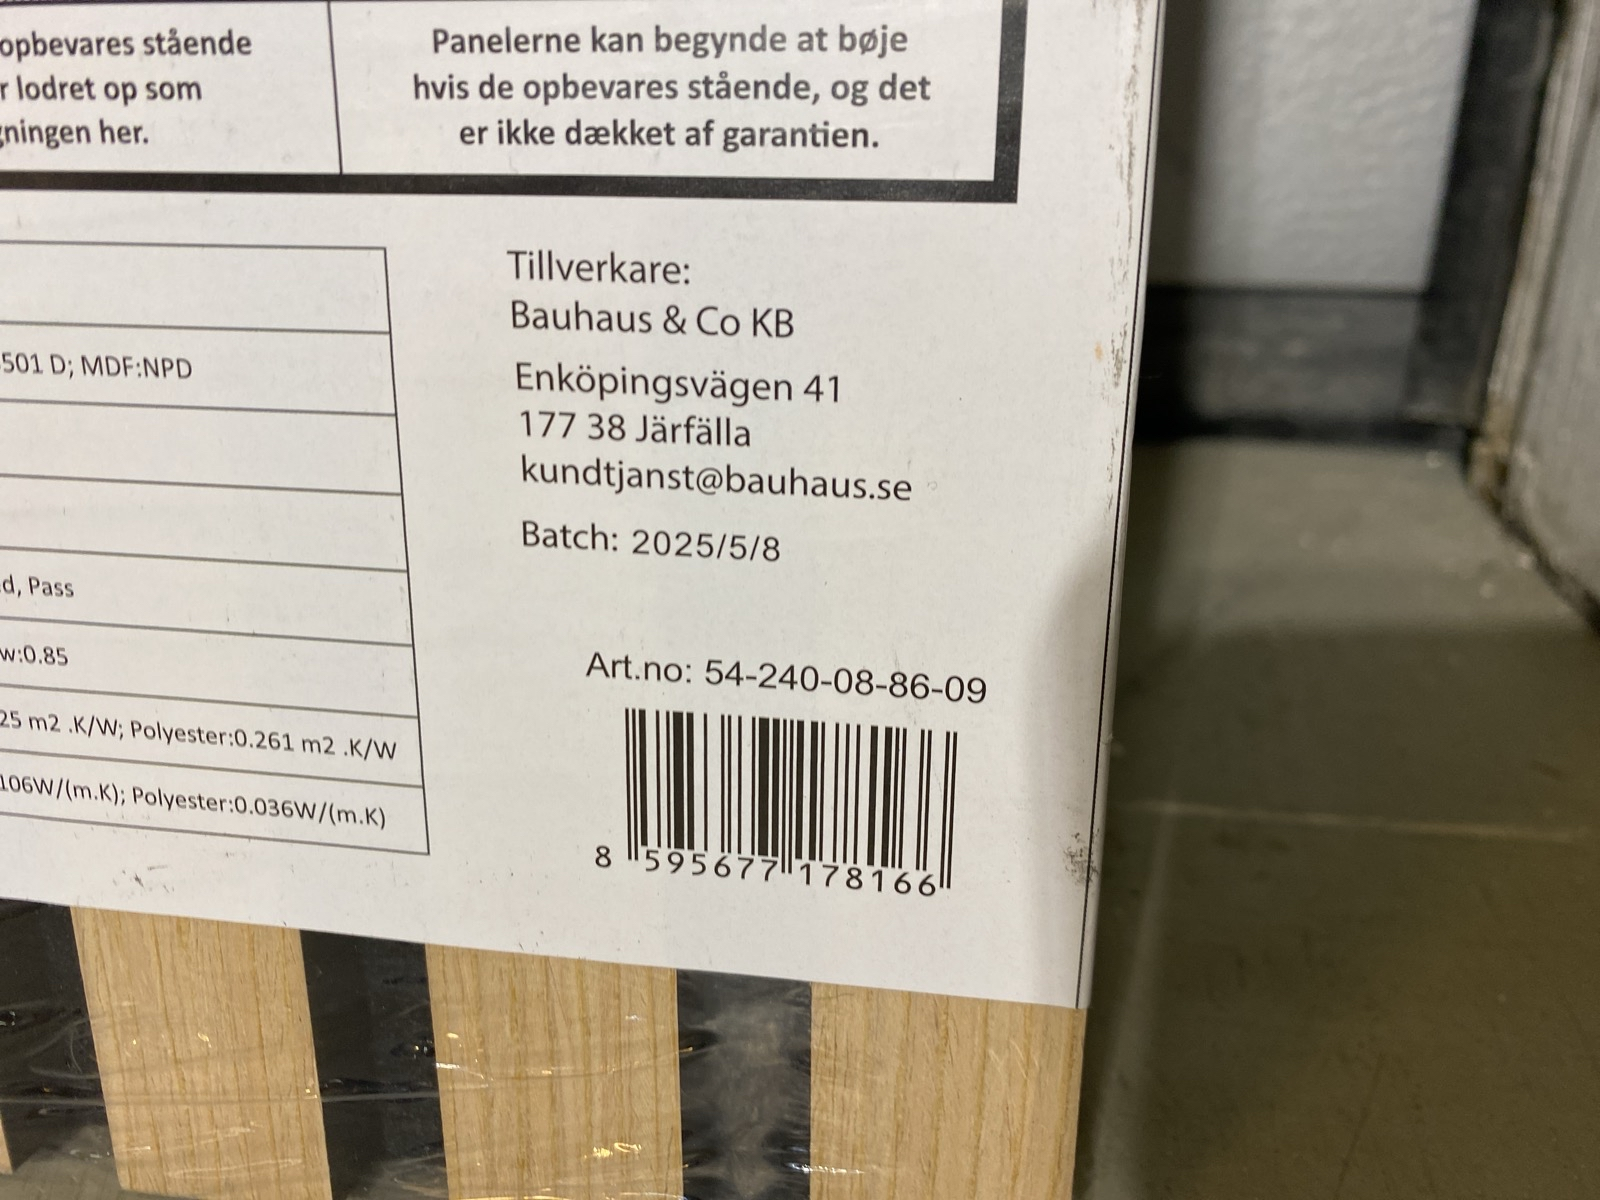 opbevares stående
lodret op som
her.
Panelerne kan begynde at bøje
hvis de opbevares stående, og det
er ikke dækket af garantien.
501 D; MDF:NPD
Pass
w:0.85
25 m2 .K/W; Polyester:0.261 m2 .K/W
106W/(m.K); Polyester:0.036W/(m.K)
Tillverkare:
Bauhaus & Co KB
Enköpingsvägen 41
177 38 Järfälla
kundtjanst@bauhaus.se
Batch: 2025/5/8
Art.no: 54-240-08-86-09
8 595677 178166